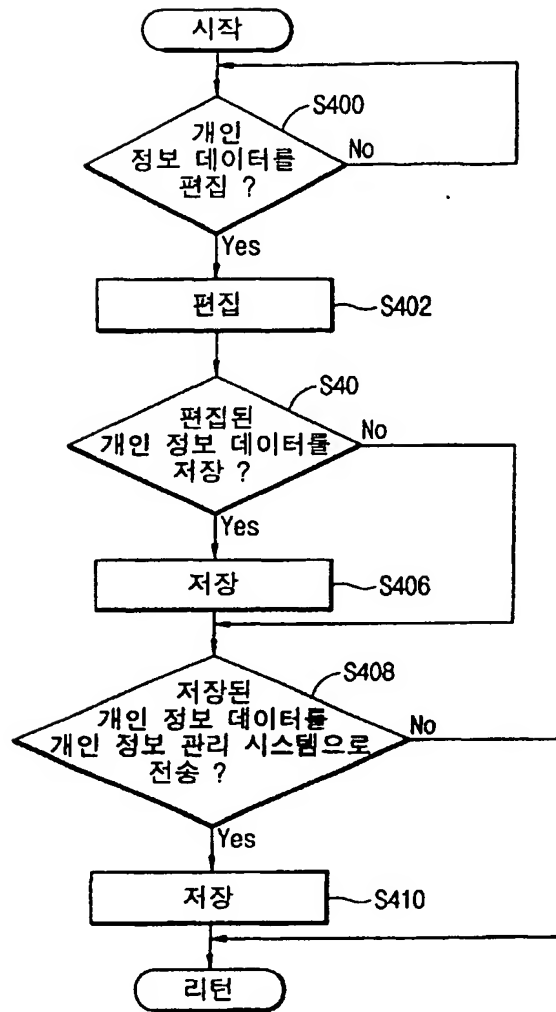 시작
S400
개인
정보 데이터를
편집 ?
No
Yes
편집
S402
S40
편집된
개인 정보 데이터를
저장 ?
No
Yes
저장
S406
S408
저장된
개인 정보 데이터를
개인 정보 관리 시스템으로
전송 ?
No
Yes
저장
S410
리턴